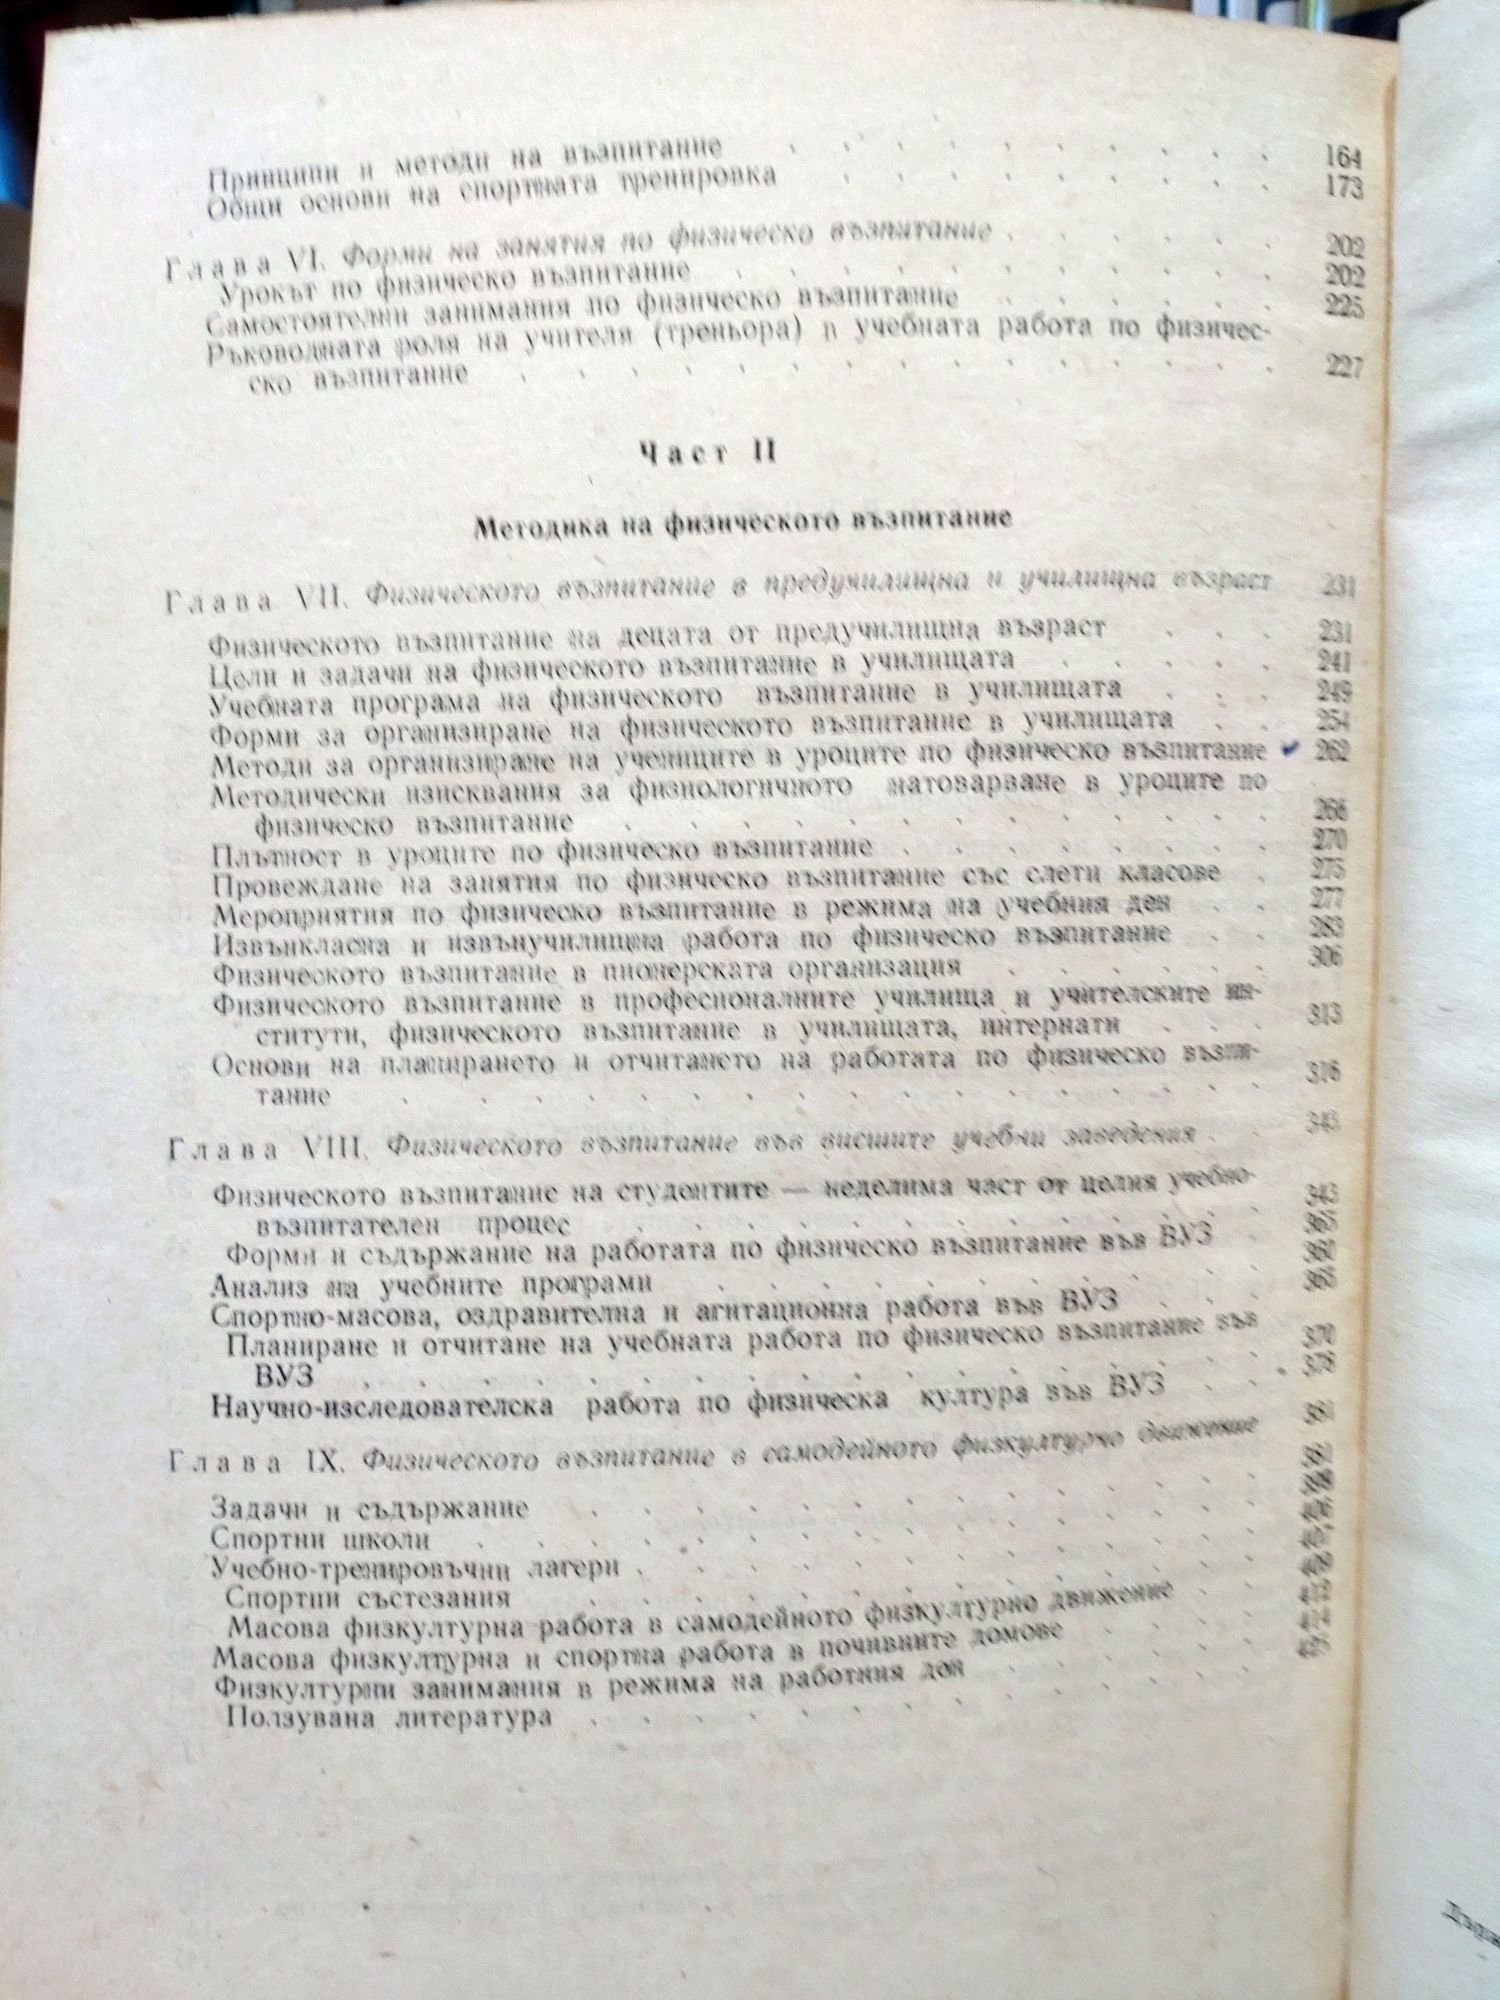 Принципи и методи на възпитание . . . . . . . . . . 164
Общи основи на спортната тренировка . . . . . . . . . 173
Глава VI. Форми на занятия по физическо възпитание . . . . . . 202
Урокът по физическо възпитание . . . . . . . . . . . 202
Самостоятелни занимания по физическо възпитание . . . . . . 225
Ръководната роля на учителя (треньора) в учебната работа по физичес-
ско възпитание . . . . . . . . . . . . . . . 227
Част II
Методика на физическото възпитание
Глава VII. Физическото възпитание в предучилищна и училищна възраст 231
Физическото възпитание на децата от предучилищна възраст . . . 231
Цели и задачи на физическото възпитание в училищата . . . . . 241
Учебната програма на физическото възпитание в училищата . . . 249
Форми за организиране на физическото възпитание в училищата . . 254
Методи за организиране на учениците в уроците по физическо възпитание 262
Методически изисквания за физиологичното натоварване в уроците по
физическо възпитание . . . . . . . . . . . . . 266
Плътност в уроците по физическо възпитание . . . . . . . . 270
Провеждане на занятия по физическо възпитание със слети класове . 275
Мероприятия по физическо възпитание в режима на учебния ден . . 277
Извънкласна и извънучилищна работа по физическо възпитание . . 283
Физическото възпитание в пионерската организация . . . . . . 306
Физическото възпитание в професионалните училища и учителските ин-
ститути, физическото възпитание в училищата, интернати . . . 313
Основи на планирането и отчитането на работата по физическо възпи-
тание . . . . . . . . . . . . . . . . . 316
Глава VIII. Физическото възпитание във висшите учебни заведения . . 343
Физическото възпитание на студентите — неделима част от целия учебно-
възпитателен процес . . . . . . . . . . . . . 343
Форми и съдържание на работата по физическо възпитание във ВУЗ .
Анализ на учебните програми . . . . . . . . . . . 360
Спортно-масова, оздравителна и агитационна работа във ВУЗ . . . 365
Планиране и отчитане на учебната работа по физическо възпитание във
ВУЗ . . . . . . . . . . . . . . . . . . 370
Научно-изследователска работа по физическа култура във ВУЗ . . 378
Глава IX. Физическото възпитание в самодейното физкултурно движение 381
Задачи и съдържание . . . . . . . . . . . . . 381
Спортни школи . . . . . . . . . . . . . . . 398
Учебно-тренировъчни лагери . . . . . . . . . . . . 406
Спортни състезания . . . . . . . . . . . . .
Масова физкултурна работа в самодейното физкултурно движение . . 409
Масова физкултурна и спортна работа в почивните домове . . . 412
Физкултурни занимания в режима на работния ден . . . . . 414
Ползувана литература . . . . . . . . . . . . .